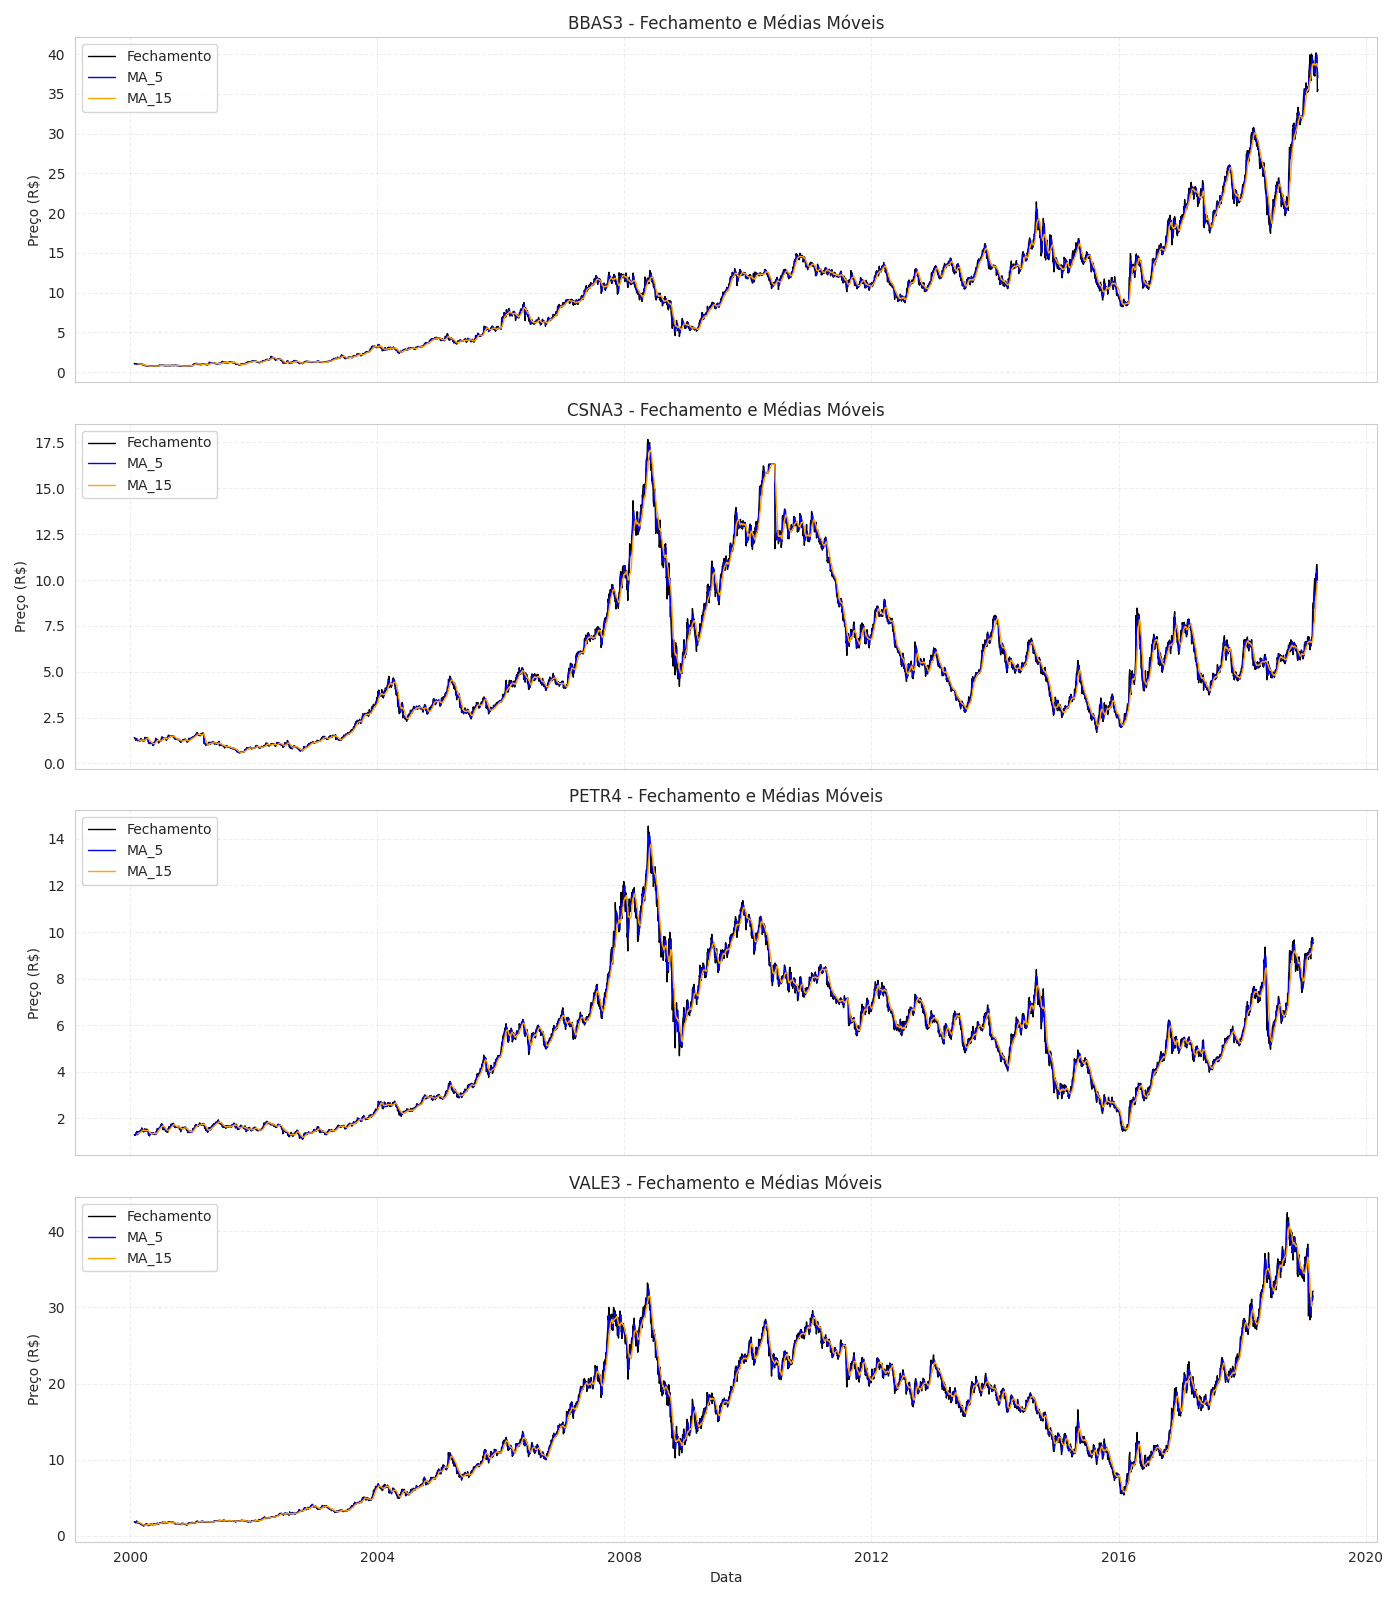 BBAS3 - Fechamento e Médias Móveis
Fechamento
MA_5
MA_15
Preço (R$)
40
35
30
25
20
15
10
5
0
CSNA3 - Fechamento e Médias Móveis
Fechamento
MA_5
MA_15
Preço (R$)
17.5
15.0
12.5
10.0
7.5
5.0
2.5
0.0
PETR4 - Fechamento e Médias Móveis
Fechamento
MA_5
MA_15
Preço (R$)
14
12
10
8
6
4
2
VALE3 - Fechamento e Médias Móveis
Fechamento
MA_5
MA_15
Preço (R$)
40
30
20
10
0
2000 2004 2008 2012 2016 2020
Data